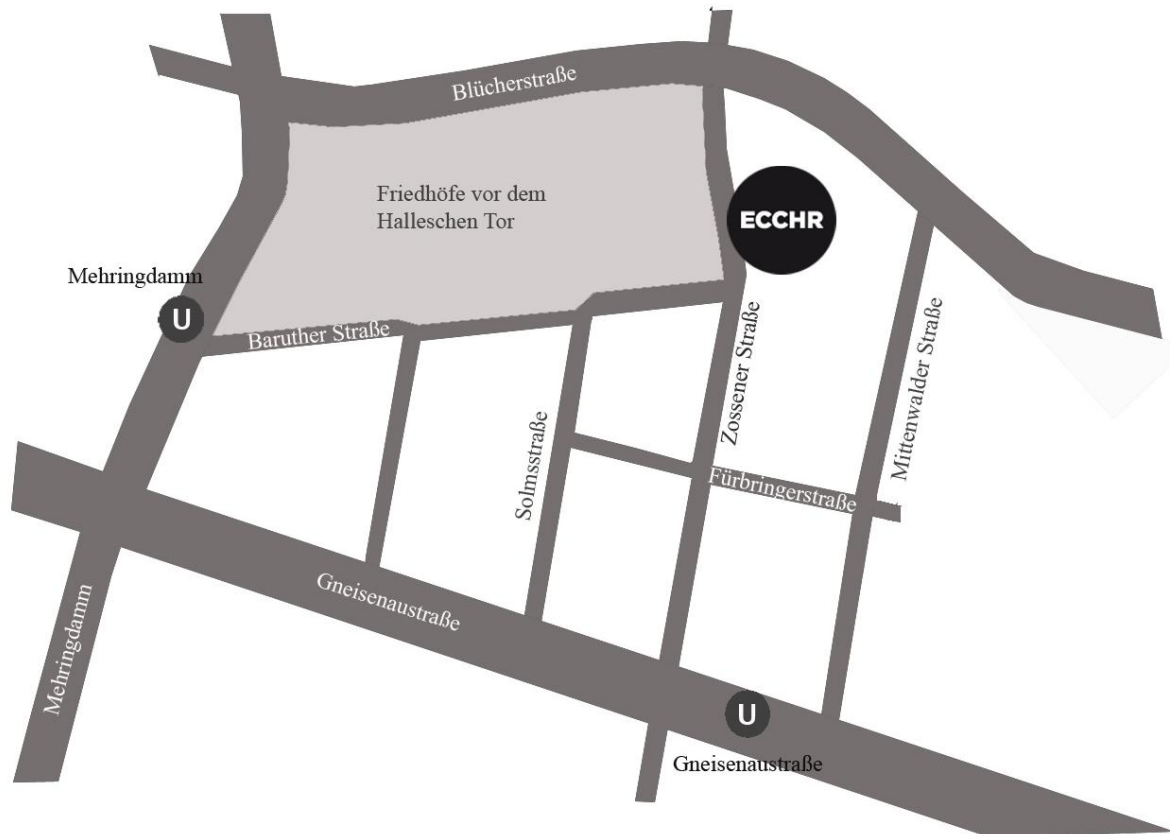 Blücherstraße
Friedhöfe vor dem
Halleschen Tor
ECCHR
Mehringdamm
U
Baruther Straße
Zossener Straße
Mittenwalder Straße
Solmsstraße
Fürbringerstraße
Gneisenaustraße
Mehringdamm
U
Gneisenaustraße